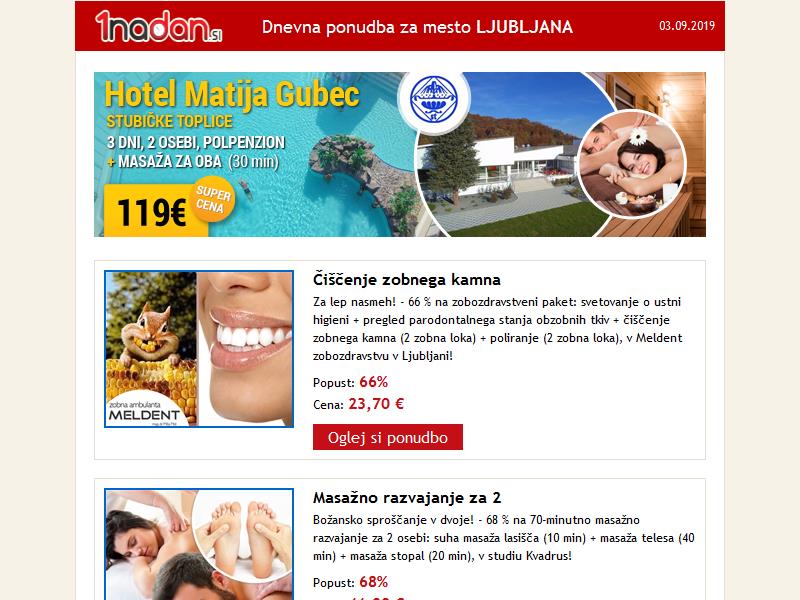 1nadan.SI
Dnevna ponudba za mesto LJUBLJANA
03.09.2019
Hotel Matija Gubec
STUBIČKE TOPLICE
3 DNI, 2 OSEBI, POLPENZION
+ MASAŽA ZA OBA (30 min)
119€
SUPER
CENA
Čiščenje zobnega kamna
Za lep nasmeh! - 66 % na zobozdravstveni paket: svetovanje o ustni
higieni + pregled parodontalnega stanja obzobnih tkiv + čiščenje
zobnega kamna (2 zobna loka) + poliranje (2 zobna loka), v Meldent
zobozdravstvu v Ljubljani!
Popust: 66%
Cena: 23,70 €
Oglej si ponudbo
zobna ambulanta
MELDENT
Masažno razvajanje za 2
Božansko sproščanje v dvoje! - 68 % na 70-minutno masažno
razvajanje za 2 osebi: suha masaža lasišča (10 min) + masaža telesa (40
min) + masaža stopal (20 min), v studiu Kvadrus!
Popust: 68%